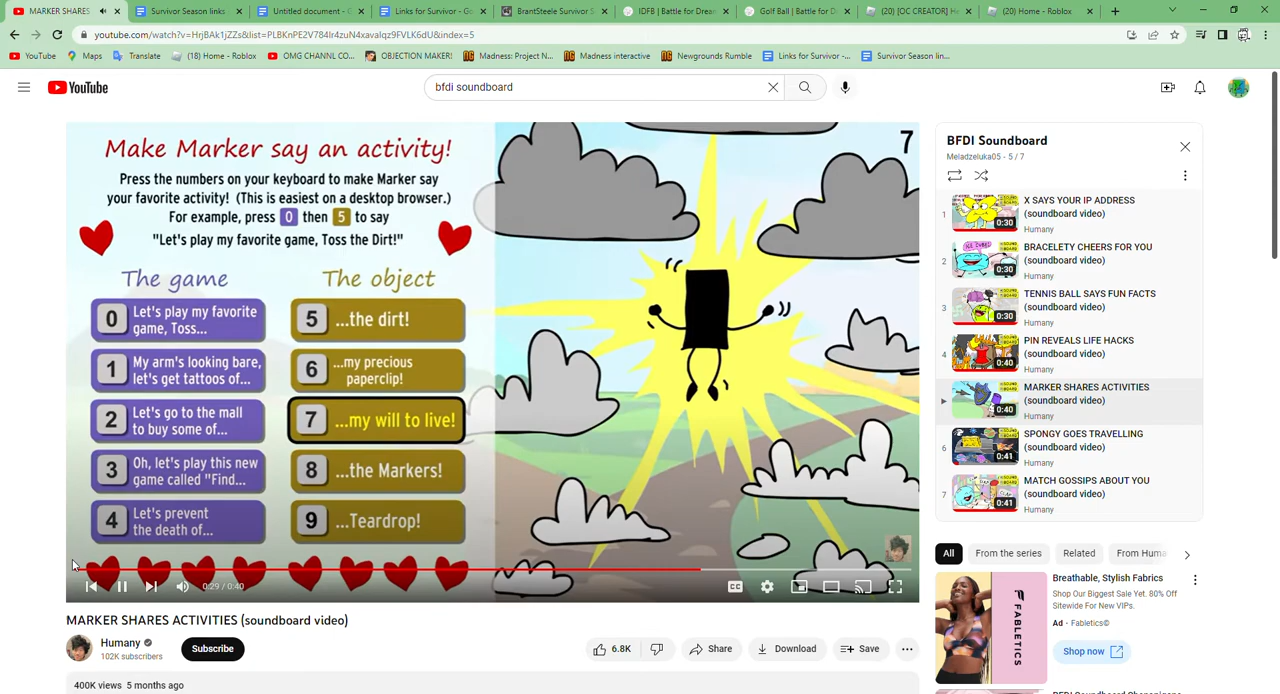 MARKER SHARES
Survivor Season links
Untitled document - G
Links for Survivor - Go
BrantSteele Survivor S
IDFB | Battle for Drea
Golf Ball | Battle for D
(20) [OC CREATOR] H
(20) Home - Roblox
youtube.com/watch?v=HrjBAk1jZZs&list=PLBKnPE2V784lr4zuN4xavaIqz9FVLK6dU&index=5
YouTube
Maps
Translate
(18) Home - Roblox
OMG CHANNL CO...
OBJECTION MAKER!
Madness: Project N...
Madness interactive
Newgrounds Rumble
Links for Survivor -...
Survivor Season lin...
YouTube
bfdi soundboard
Make Marker say an activity!
Press the numbers on your keyboard to make Marker say
your favorite activity! (This is easiest on a desktop browser.)
For example, press 0 then 5 to say
"Let's play my favorite game, Toss the Dirt!"
7
The game
The object
0 Let's play my favorite
game, Toss...
5 ...the dirt!
1 My arm's looking bare,
let's get tattoos of...
6 ...my precious
paperclip!
2 Let's go to the mall
to buy some of...
7 ...my will to live!
3 Oh, let's play this new
game called "Find...
8 ...the Markers!
4 Let's prevent
the death of...
9 ...Teardrop!
0:29 / 0:40
CC
MARKER SHARES ACTIVITIES (soundboard video)
Humany
102K subscribers
Subscribe
6.8K
Share
Download
Save
400K views 5 months ago
BFDI Soundboard
Meladzeluka05 - 5 / 7
1
X SAYS YOUR IP ADDRESS
(soundboard video)
Humany
0:30
2
BRACELETY CHEERS FOR YOU
(soundboard video)
Humany
0:30
3
TENNIS BALL SAYS FUN FACTS
(soundboard video)
Humany
0:30
4
PIN REVEALS LIFE HACKS
(soundboard video)
Humany
0:40
MARKER SHARES ACTIVITIES
(soundboard video)
Humany
0:40
6
SPONGY GOES TRAVELLING
(soundboard video)
Humany
0:41
7
MATCH GOSSIPS ABOUT YOU
(soundboard video)
Humany
0:41
All
From the series
Related
From Huma
Breathable, Stylish Fabrics
Shop Our Biggest Sale Yet. 80% Off
Sitewide For New VIPs.
Ad · Fabletics©
Shop now
FABLETICS